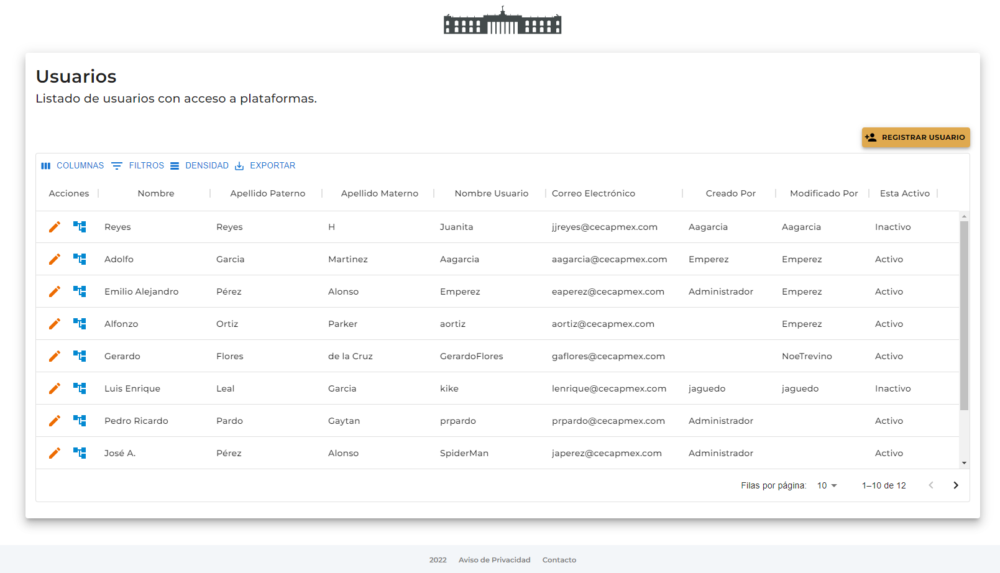 Usuarios
Listado de usuarios con acceso a plataformas.
REGISTRAR USUARIO
COLUMNAS FILTROS DENSIDAD EXPORTAR
Acciones Nombre Apellido Paterno Apellido Materno Nombre Usuario Correo Electrónico Creado Por Modificado Por Esta Activo
Reyes Reyes H Juanita jjreyes@cecapmex.com Aagarcia Aagarcia Inactivo
Adolfo Garcia Martinez Aagarcia aagarcia@cecapmex.com Emperez Emperez Activo
Emilio Alejandro Pérez Alonso Emperez eaperez@cecapmex.com Administrador Emperez Activo
Alfonzo Ortiz Parker aortiz aortiz@cecapmex.com Emperez Activo
Gerardo Flores de la Cruz GerardoFlores gaflores@cecapmex.com NoeTrevino Activo
Luis Enrique Leal Garcia kike lenrique@cecapmex.com jaguedo jaguedo Inactivo
Pedro Ricardo Pardo Gaytan prpardo prpardo@cecapmex.com Administrador Activo
José A. Pérez Alonso SpiderMan japerez@cecapmex.com Administrador Activo
Filas por página: 10 1–10 de 12
2022 Aviso de Privacidad Contacto